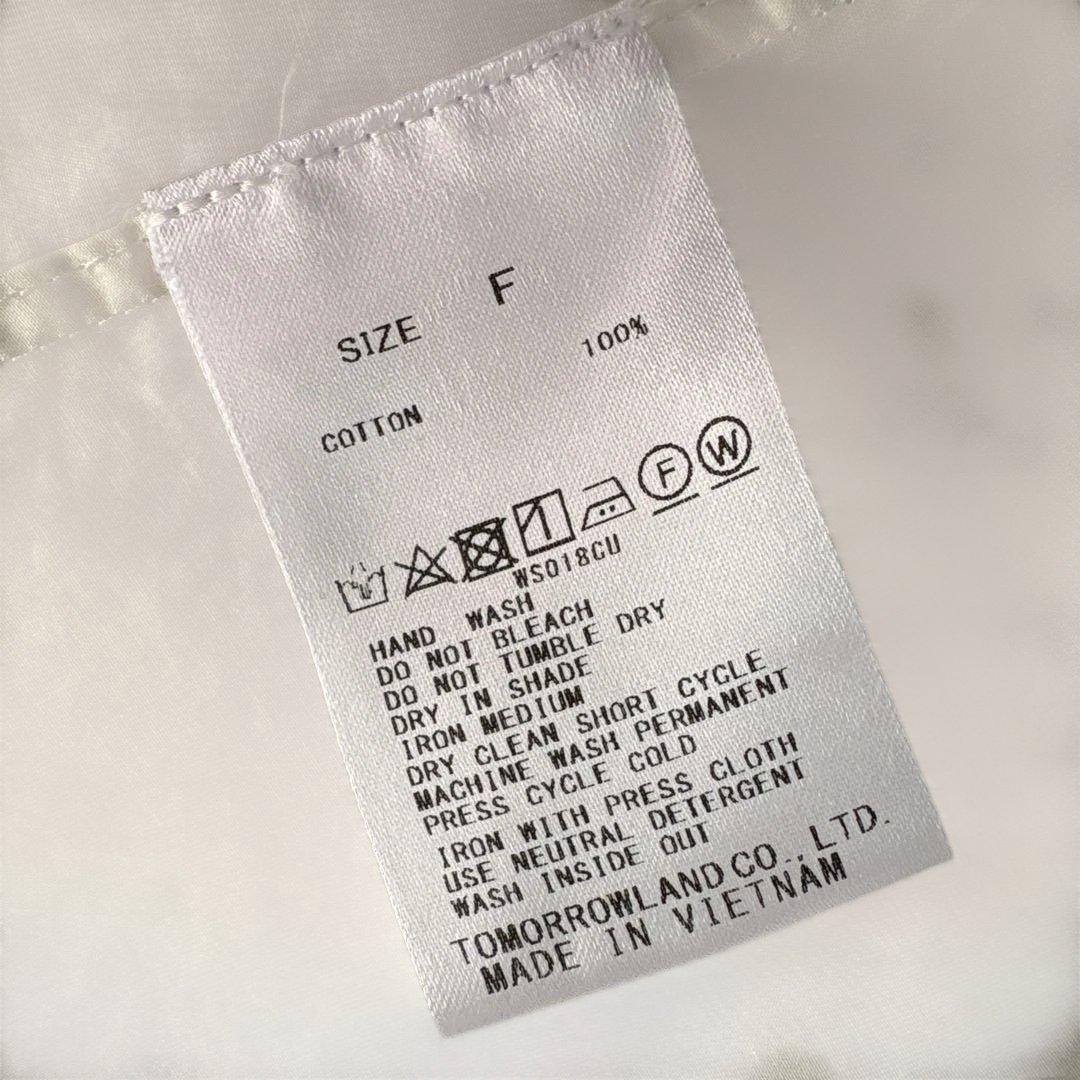 SIZE F
COTTON 100%
F W
WS018CU
HAND WASH
DO NOT BLEACH
DO NOT TUMBLE DRY
DRY IN SHADE
IRON MEDIUM
DRY CLEAN SHORT CYCLE
MACHINE WASH PERMANENT
PRESS CYCLE COLD
IRON WITH PRESS CLOTH
USE NEUTRAL DETERGENT
WASH INSIDE OUT
TOMORROWLAND CO., LTD.
MADE IN VIETNAM